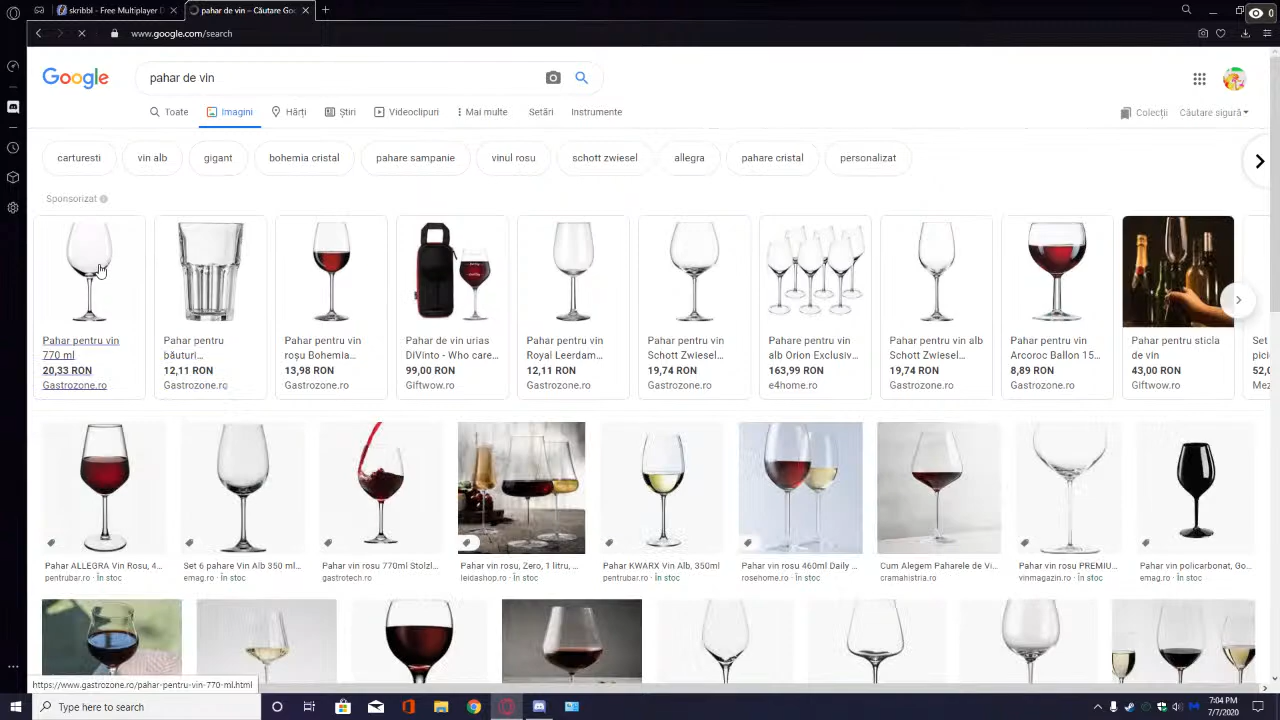 skribbl - Free Multiplayer D
pahar de vin – Căutare Goo
0
www.google.com/search
Google
pahar de vin
Toate
Imagini
Hărți
Știri
Videoclipuri
Mai multe
Setări
Instrumente
Colecții
Căutare sigură
carturesti
vin alb
gigant
bohemia cristal
pahare sampanie
vinul rosu
schott zwiesel
allegra
pahare cristal
personalizat
Sponsorizat
Pahar pentru vin
770 ml
20,33 RON
Gastrozone.ro
Pahar pentru
băuturi...
12,11 RON
Gastrozone.ro
Pahar pentru vin
roșu Bohemia...
13,98 RON
Gastrozone.ro
Pahar de vin urias
DiVinto - Who care...
99,00 RON
Giftwow.ro
Pahar pentru vin
Royal Leerdam...
12,11 RON
Gastrozone.ro
Pahar pentru vin
Schott Zwiesel...
19,74 RON
Gastrozone.ro
Pahare pentru vin
alb Orion Exclusiv...
163,99 RON
e4home.ro
Pahar pentru vin alb
Schott Zwiesel...
19,74 RON
Gastrozone.ro
Pahar pentru vin
Arcoroc Ballon 15...
8,89 RON
Gastrozone.ro
Pahar pentru sticla
de vin
43,00 RON
Giftwow.ro
Set
pici
52,0
Mez
Pahar ALLEGRA Vin Rosu, 4...
pentrubar.ro · În stoc
Set 6 pahare Vin Alb 350 ml...
emag.ro · În stoc
Pahar vin rosu 770ml Stolzl...
gastrotech.ro
Pahar vin rosu, Zero, 1 litru, ...
leidashop.ro · În stoc
Pahar KWARX Vin Alb, 350ml
pentrubar.ro · În stoc
Pahar vin rosu 460ml Daily ...
rosehome.ro · În stoc
Cum Alegem Paharele de Vi...
cramahistria.ro
Pahar vin rosu PREMIU...
vinmagazin.ro · În stoc
Pahar vin policarbonat, Go...
emag.ro · În stoc
https://www.gastrozone.ro/pahar-pentru-vin-770-ml.html
Type here to search
7:04 PM
7/7/2020